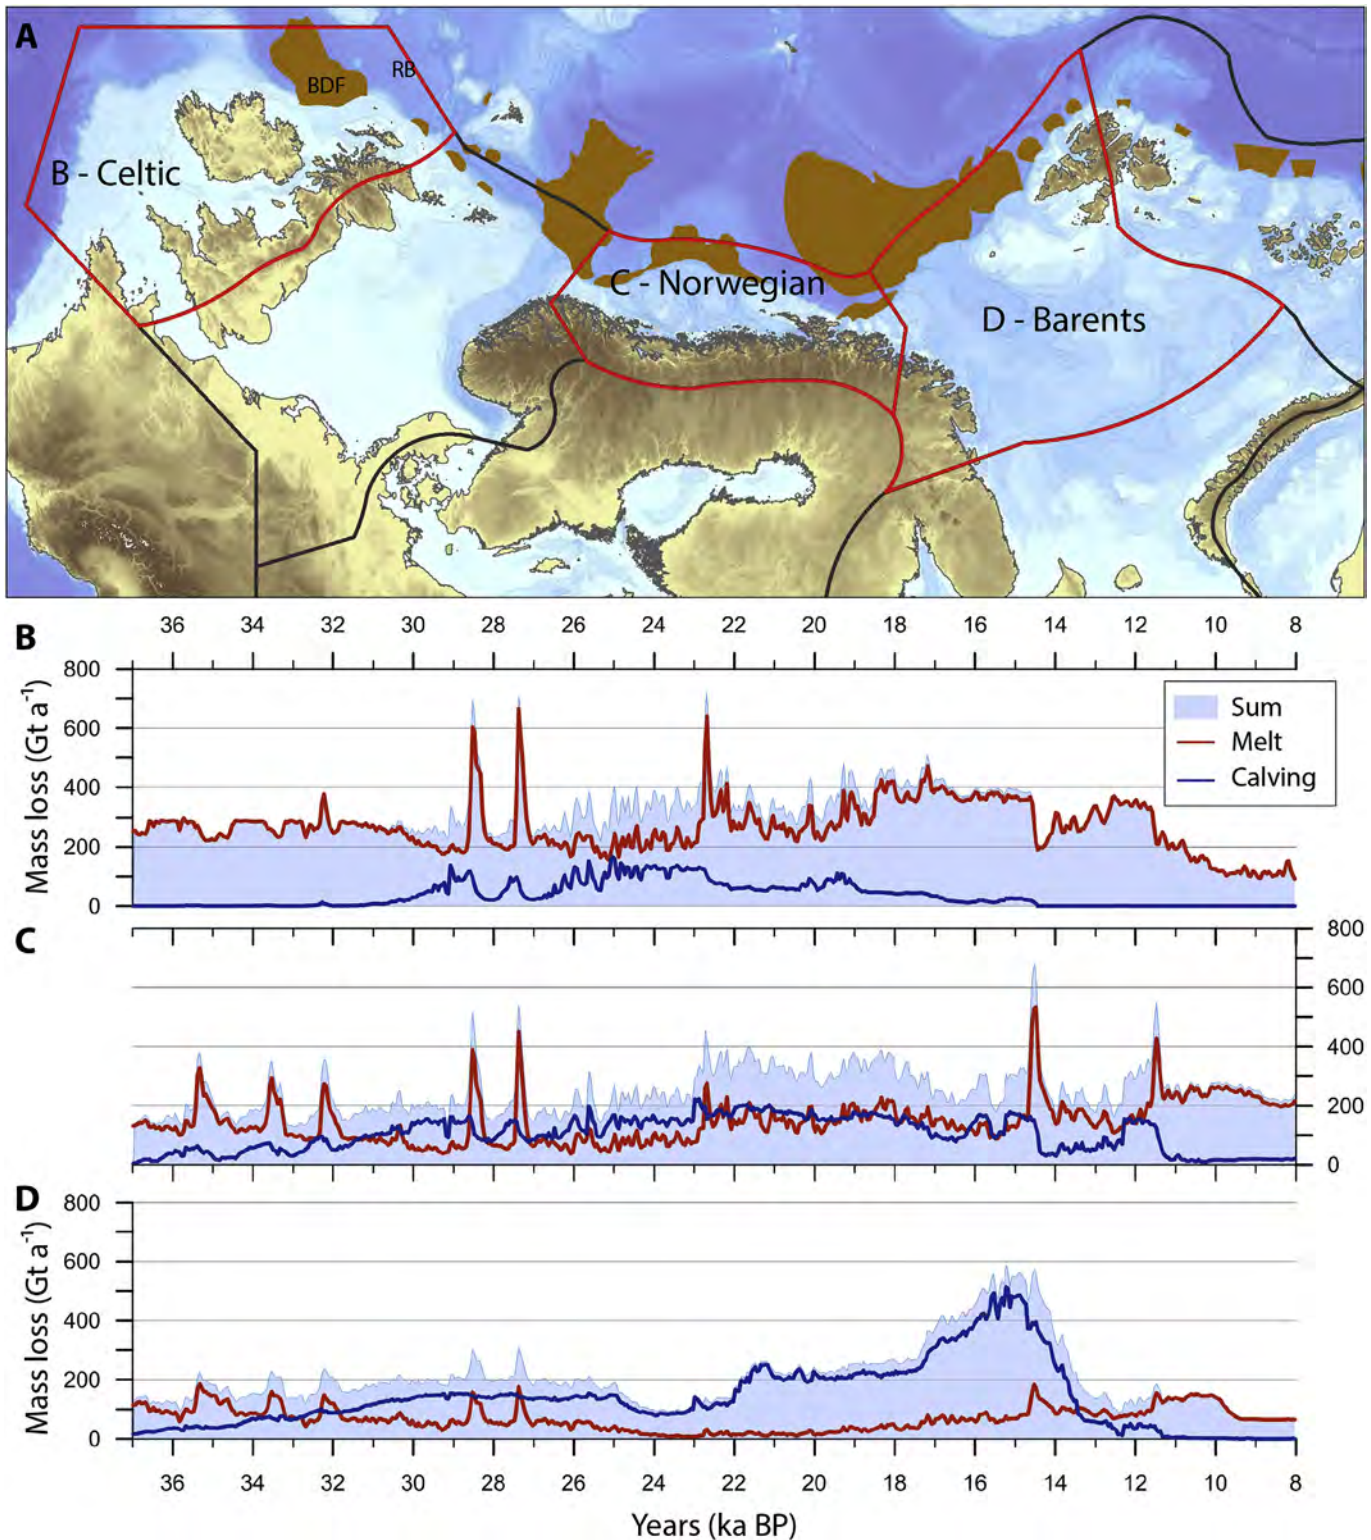 A
BDF
RB
B - Celtic
C - Norwegian
D - Barents
36 34 32 30 28 26 24 22 20 18 16 14 12 10 8
B
Mass loss (Gt a⁻¹)
800
600
400
200
0
Sum
Melt
Calving
C
800
600
400
200
0
D
Mass loss (Gt a⁻¹)
800
600
400
200
0
36 34 32 30 28 26 24 22 20 18 16 14 12 10 8
Years (ka BP)